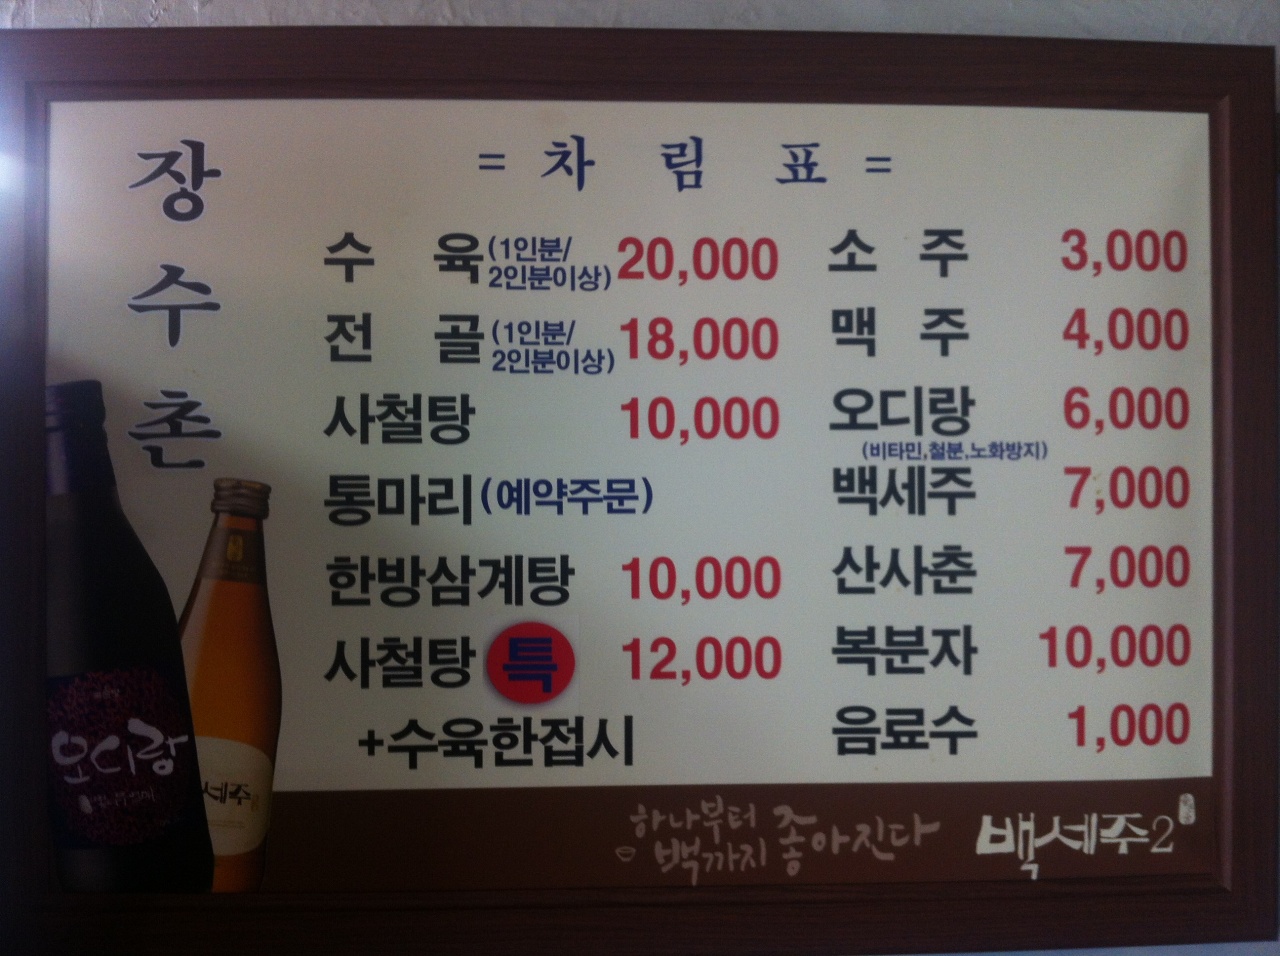 장수촌
= 차 림 표 =
수 육 (1인분/2인분이상) 20,000
전 골 (1인분/2인분이상) 18,000
사철탕 10,000
통마리 (예약주문)
한방삼계탕 10,000
사철탕 특 12,000
+수육한접시
소 주 3,000
맥 주 4,000
오디랑 6,000
(비타민,철분,노화방지)
백세주 7,000
산사춘 7,000
복분자 10,000
음료수 1,000
오디랑
세주
하나부터
백까지 좋아진다
백세주2